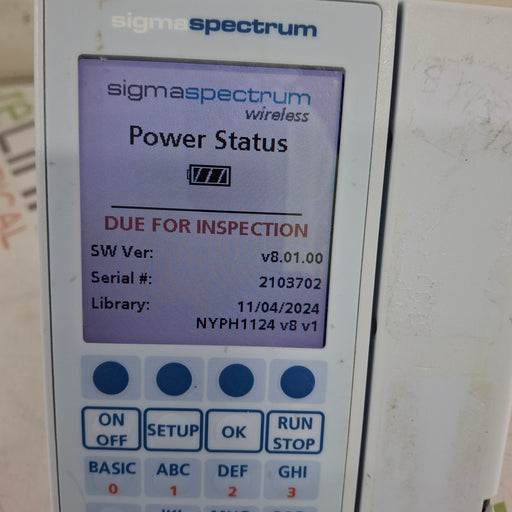 sigmaspectrum
sigmaspectrum
wireless
Power Status
DUE FOR INSPECTION
SW Ver: v8.01.00
Serial #: 2103702
Library: 11/04/2024
NYPH1124 v8 v1
ON OFF SETUP OK RUN STOP
BASIC ABC DEF GHI
0 1 2 3